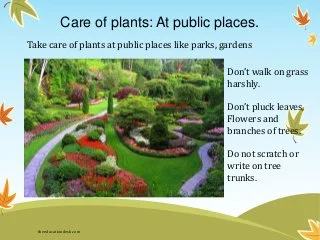 Care of plants: At public places.
Take care of plants at public places like parks, gardens
Don't walk on grass
harshly.
Don't pluck leaves,
Flowers and
branches of trees.
Do not scratch or
write on tree
trunks.